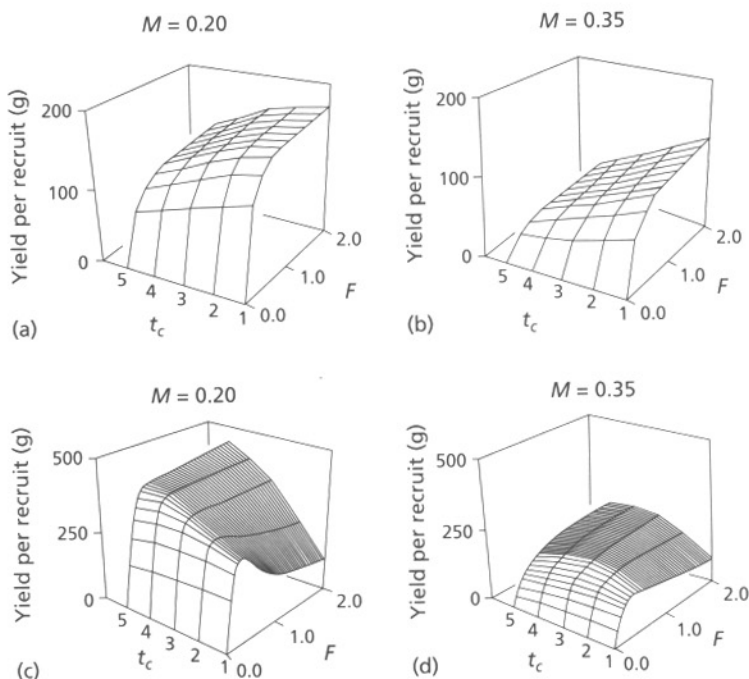 M = 0.20
M = 0.35
Yield per recruit (g)
200
100
0
5
4
3
2
1
0.0
1.0
2.0
t_c
F
(a)
Yield per recruit (g)
200
100
0
5
4
3
2
1
0.0
1.0
2.0
t_c
F
(b)
M = 0.20
M = 0.35
Yield per recruit (g)
500
250
0
5
4
3
2
1
0.0
1.0
2.0
t_c
F
(c)
Yield per recruit (g)
500
250
0
5
4
3
2
1
0.0
1.0
2.0
t_c
F
(d)